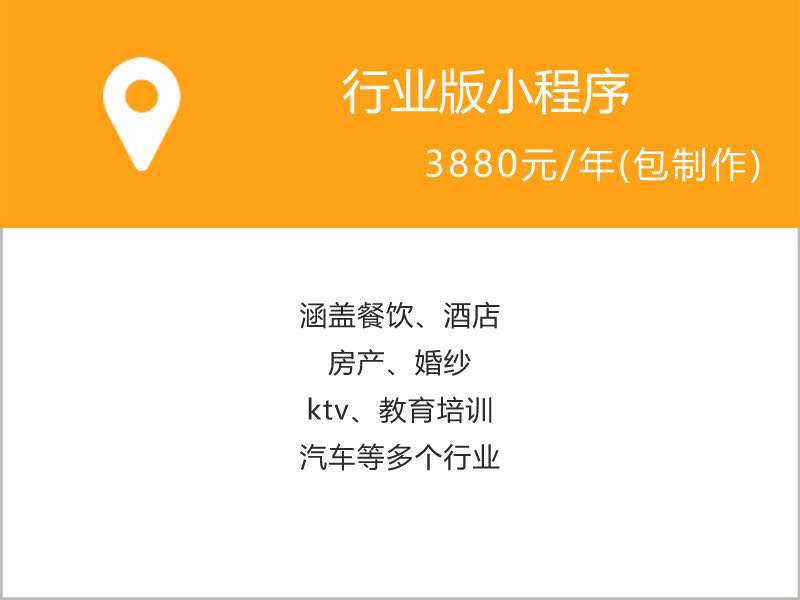 行业版小程序
3880元/年(包制作)
涵盖餐饮、酒店
房产、婚纱
ktv、教育培训
汽车等多个行业